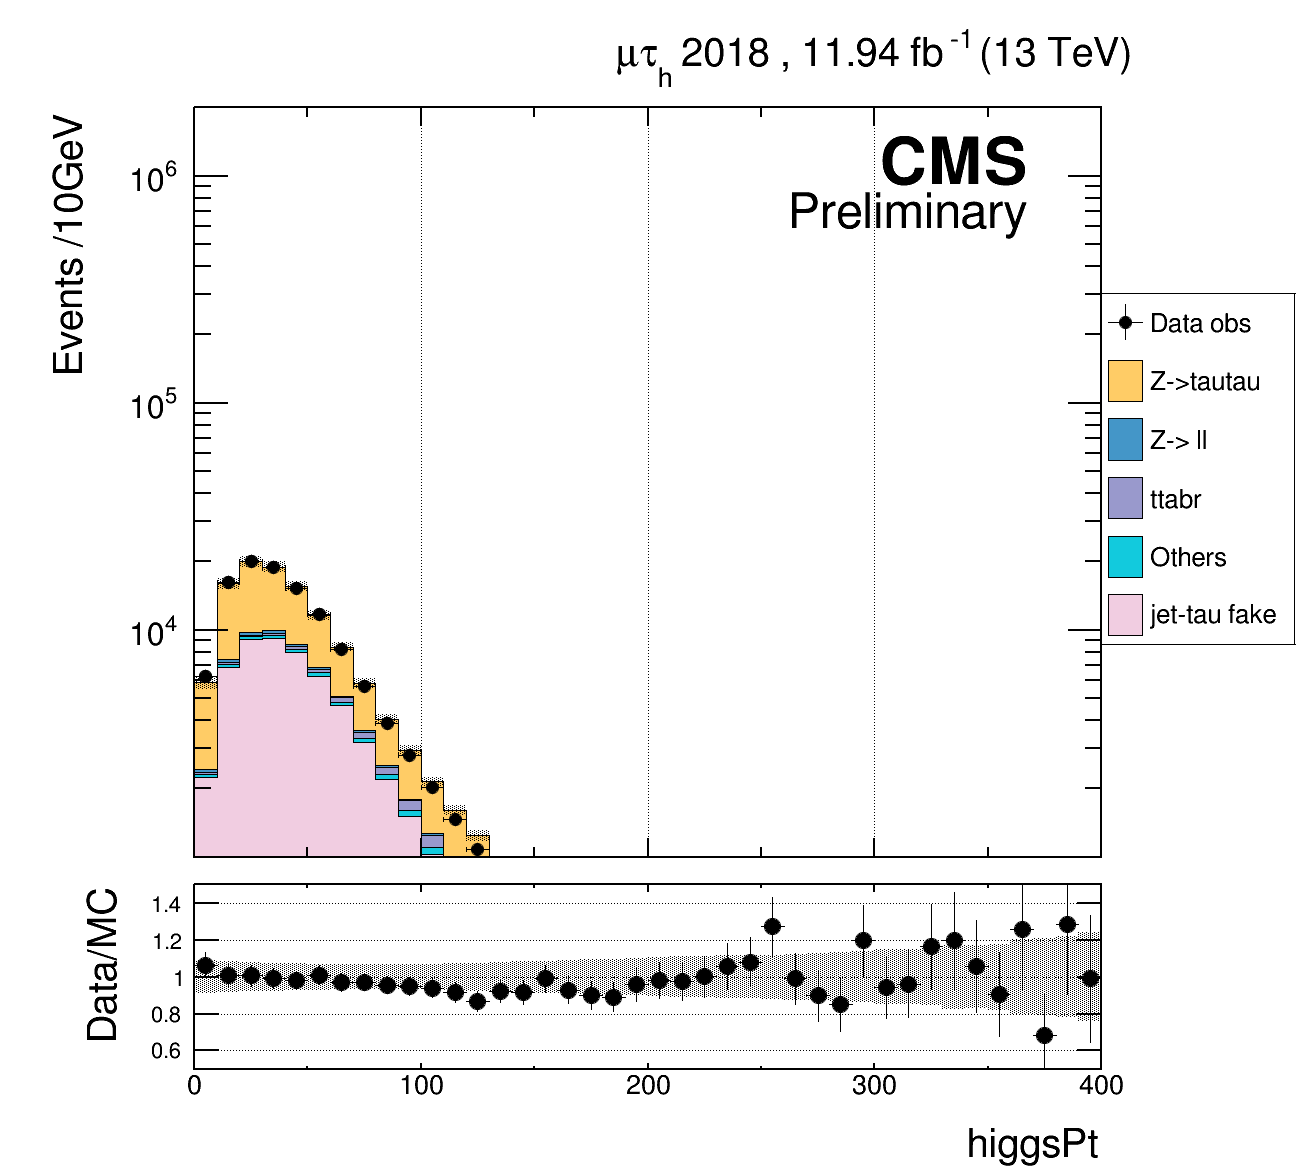 μτh 2018 , 11.94 fb-1 (13 TeV)
Events /10GeV
CMS
Preliminary
10^6
10^5
10^4
Data obs
Z->tautau
Z-> ll
ttabr
Others
jet-tau fake
Data/MC
1.4
1.2
1
0.8
0.6
0 100 200 300 400
higgsPt